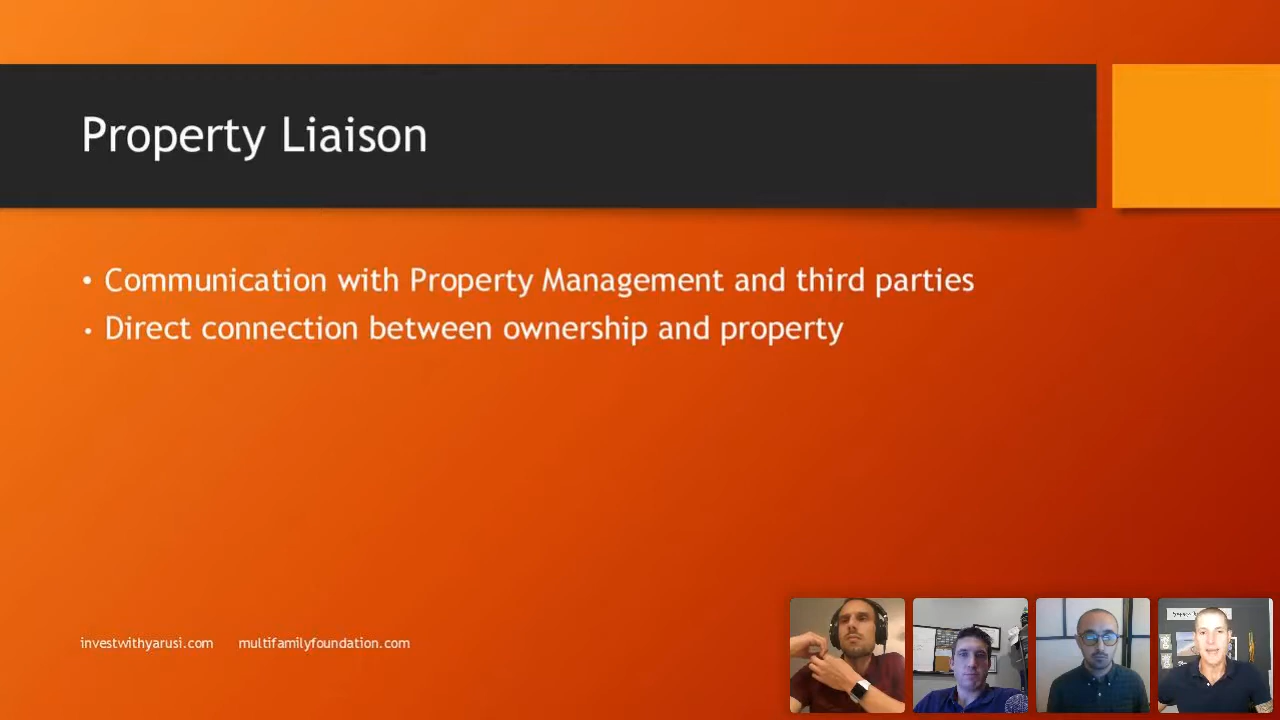 Property Liaison
• Communication with Property Management and third parties
• Direct connection between ownership and property
investwithyarusi.com multifamilyfoundation.com